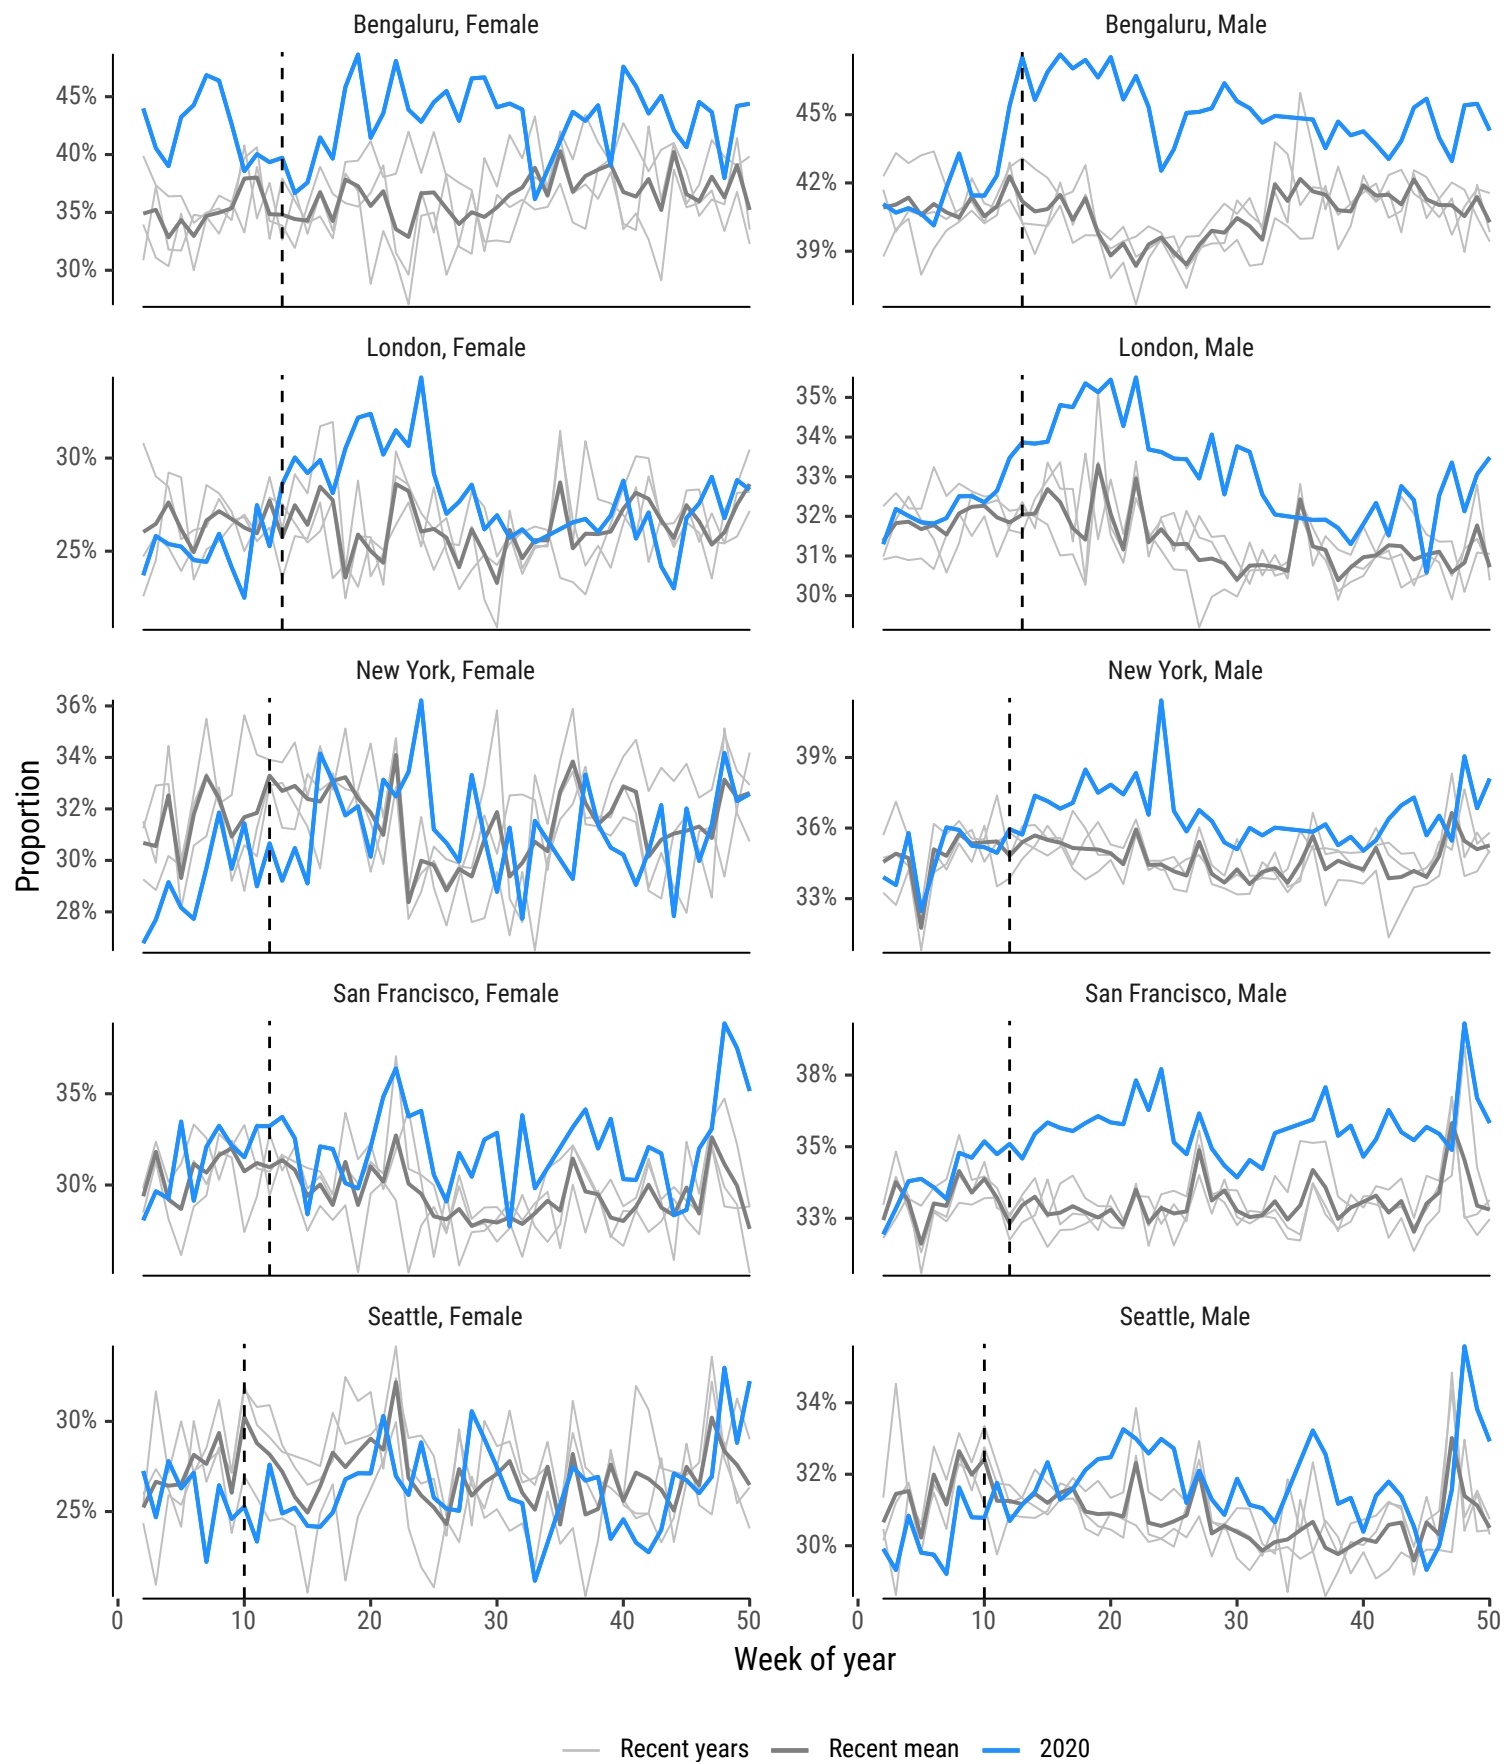 Bengaluru, Female
Bengaluru, Male
45%
40%
35%
30%
45%
42%
39%
London, Female
London, Male
30%
25%
35%
34%
33%
32%
31%
30%
New York, Female
New York, Male
36%
34%
32%
30%
28%
39%
36%
33%
Proportion
San Francisco, Female
San Francisco, Male
35%
30%
38%
35%
33%
Seattle, Female
Seattle, Male
30%
25%
34%
32%
30%
0 10 20 30 40 50
0 10 20 30 40 50
Week of year
Recent years Recent mean 2020